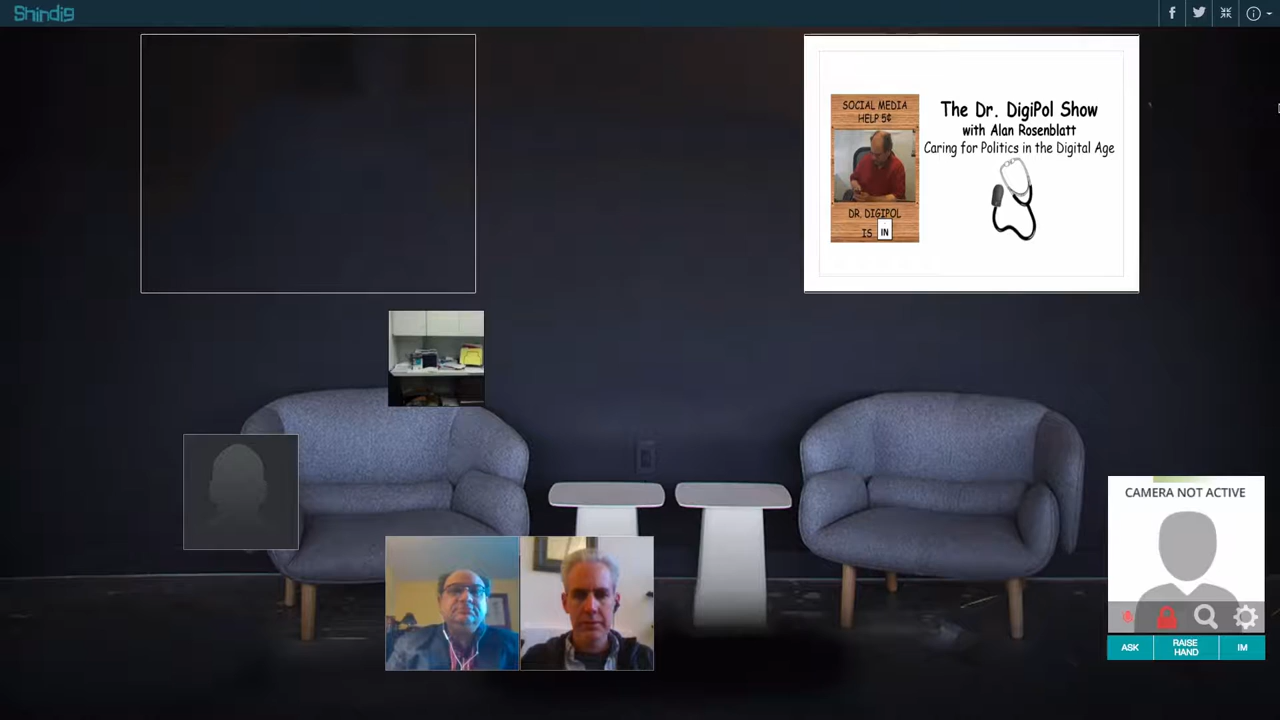 Shindig
SOCIAL MEDIA
HELP 5¢
DR. DIGIPOL
IS IN
The Dr. DigiPol Show
with Alan Rosenblatt
Caring for Politics in the Digital Age
CAMERA NOT ACTIVE
ASK
RAISE
HAND
IM